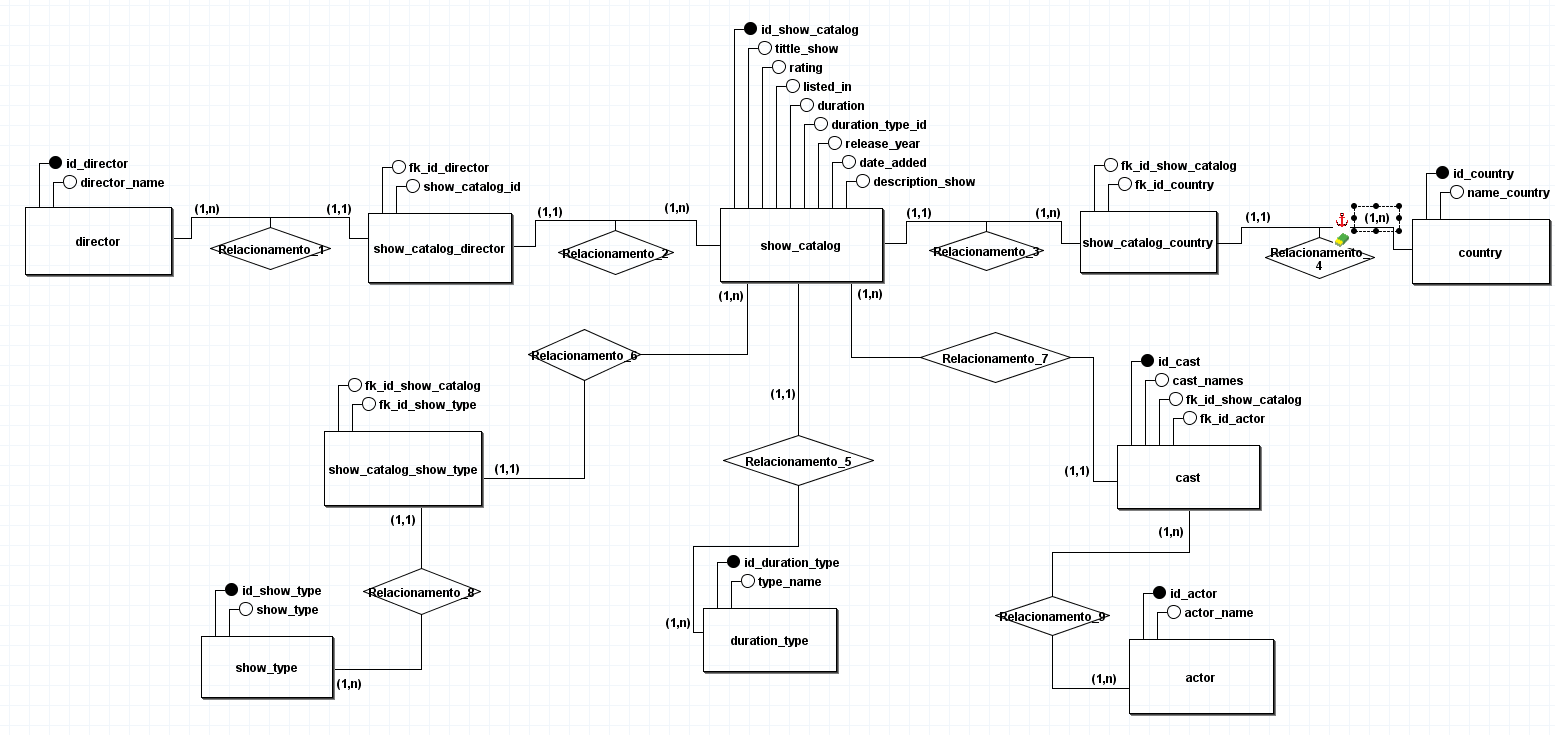 id_show_catalog
tittle_show
rating
listed_in
duration
duration_type_id
release_year
date_added
description_show
show_catalog
id_director
director_name
director
(1,n)
Relacionamento_1
(1,1)
fk_id_director
show_catalog_id
show_catalog_director
(1,1)
Relacionamento_2
(1,n)
(1,1)
Relacionamento_3
(1,n)
fk_id_show_catalog
fk_id_country
show_catalog_country
(1,1)
Relacionamento_
4
(1,n)
id_country
name_country
country
(1,n)
Relacionamento_6
(1,1)
fk_id_show_catalog
fk_id_show_type
show_catalog_show_type
(1,1)
Relacionamento_8
(1,n)
id_show_type
show_type
show_type
(1,1)
Relacionamento_5
(1,n)
id_duration_type
type_name
duration_type
(1,n)
Relacionamento_7
(1,1)
id_cast
cast_names
fk_id_show_catalog
fk_id_actor
cast
(1,n)
Relacionamento_9
(1,n)
id_actor
actor_name
actor